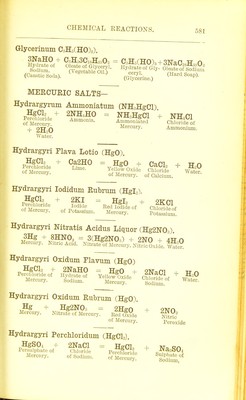 CHEMICAL REACTIONS. 581
Glycerinum C₃H₅(HO)₃.
3NaHO + = C₃H₅(HO)₃ +
Hydrate of Sodium. Oleate of Glyceryl. Hydrate of Glyceryl. Oleate of Sodium.
(Caustic Soda). (Vegetable Oil.) (Glycerine.) (Hard Soap).
MERCURIC SALTS—
Hydrargyrum Ammoniatum (NH₂HgCl).
HgCl₂ + 2NH₄HO = NH₂HgCl + NH₄Cl
Perchloride of Mercury. Ammonia. Ammoniated Mercury. Chloride of Ammonium.
+ 2H₂O
Water.
Hydrargyri Flava Lotio (HgO).
HgCl₂ + Ca2HO = HgO + CaCl₂ + H₂O
Perchloride of Mercury. Lime. Yellow Oxide of Mercury. Chloride of Calcium. Water.
Hydrargyri Iodidum Rubrum (HgI₂).
HgCl₂ + 2KI = HgI₂ + 2KCl
Perchloride of Mercury. Iodide of Potassium. Red Iodide of Mercury. Chloride of Potassium.
Hydrargyri Nitratis Acidus Liquor (Hg2NO₃).
3Hg + 8HNO₃ = 3(Hg2NO₃) + 2NO + 4H₂O
Mercury. Nitric Acid. Nitrate of Mercury. Nitric Oxide. Water.
Hydrargyri Oxidum Flavum (HgO)
HgCl₂ + 2NaHO = HgO + 2NaCl + H₂O
Perchloride of Mercury. Hydrate of Sodium. Yellow Oxide of Mercury. Chloride of Sodium. Water.
Hydrargyri Oxidum Rubrum (HgO).
Hg + Hg2NO₃ = 2HgO + 2NO₂
Mercury. Nitrate of Mercury. Red Oxide of Mercury. Nitric Peroxide
Hydrargyri Perchloridum (HgCl₂).
HgSO₄ + 2NaCl = HgCl₂ + Na₂SO₄
Persulphate of Mercury. Chloride of Sodium. Perchloride of Mercury. Sulphate of Sodium.